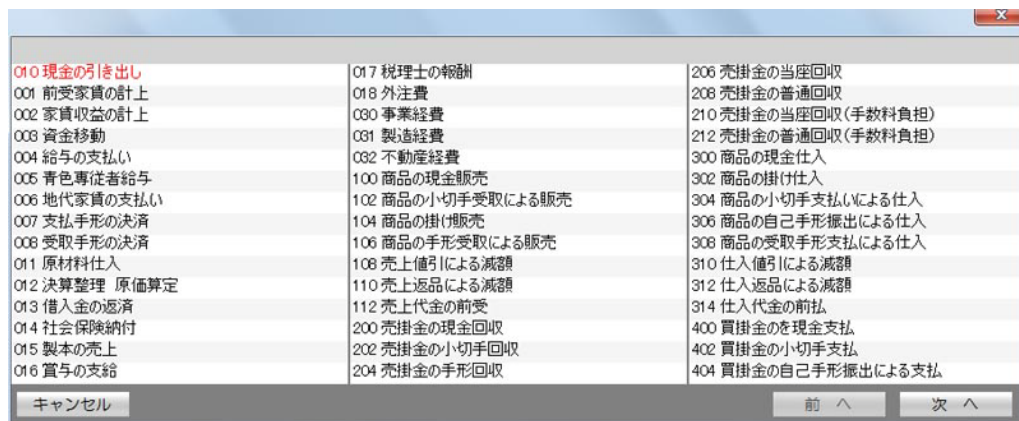 010 現金の引き出し
001 前受家賃の計上
002 家賃収益の計上
003 資金移動
004 給与の支払い
005 青色専従者給与
006 地代家賃の支払い
007 支払手形の決済
008 受取手形の決済
011 原材料仕入
012 決算整理 原価算定
013 借入金の返済
014 社会保険納付
015 製本の売上
016 賞与の支給
017 税理士の報酬
018 外注費
030 事業経費
031 製造経費
032 不動産経費
100 商品の現金販売
102 商品の小切手受取による販売
104 商品の掛け販売
106 商品の手形受取による販売
108 売上値引による減額
110 売上返品による減額
112 売上代金の前受
200 売掛金の現金回収
202 売掛金の小切手回収
204 売掛金の手形回収
206 売掛金の当座回収
208 売掛金の普通回収
210 売掛金の当座回収(手数料負担)
212 売掛金の普通回収(手数料負担)
300 商品の現金仕入
302 商品の掛け仕入
304 商品の小切手支払いによる仕入
306 商品の自己手形振出による仕入
308 商品の受取手形支払による仕入
310 仕入値引による減額
312 仕入返品による減額
314 仕入代金の前払
400 買掛金のを現金支払
402 買掛金の小切手支払
404 買掛金の自己手形振出による支払
キャンセル
前 へ
次 へ